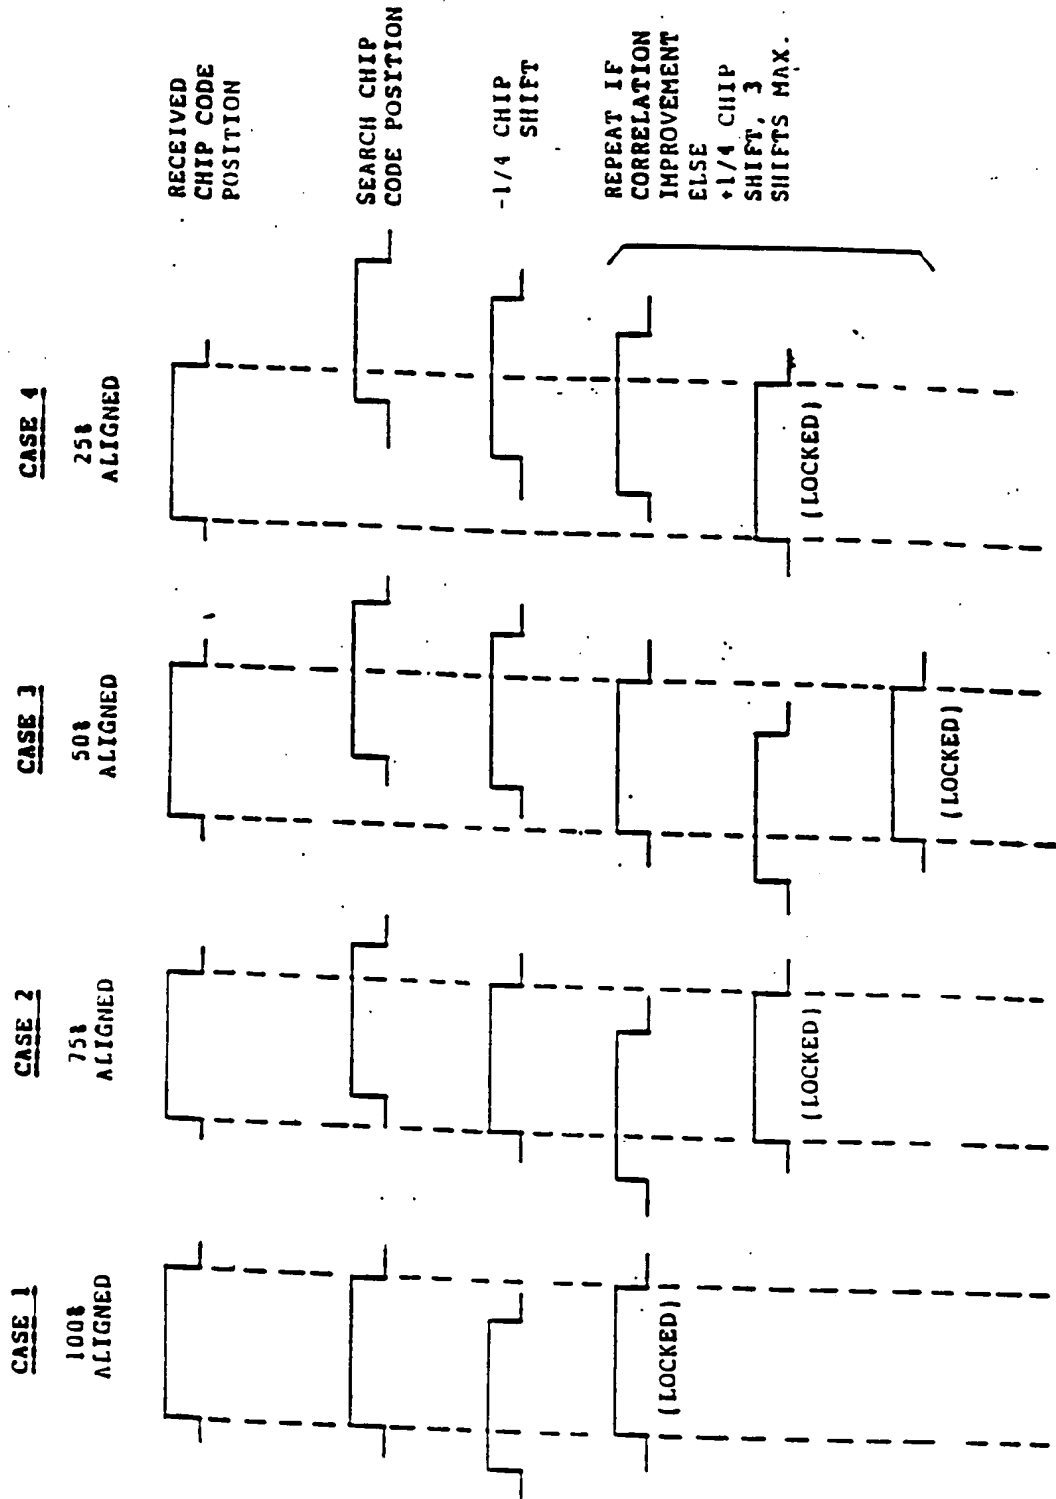 CASE 1
100%
ALIGNED
CASE 2
75%
ALIGNED
CASE 3
50%
ALIGNED
CASE 4
25%
ALIGNED
RECEIVED
CHIP CODE
POSITION
SEARCH CHIP
CODE POSITION
-1/4 CHIP
SHIFT
REPEAT IF
CORRELATION
IMPROVEMENT
ELSE
+1/4 CHIP
SHIFT, 3
SHIFTS MAX.
(LOCKED)
(LOCKED)
(LOCKED)
(LOCKED)